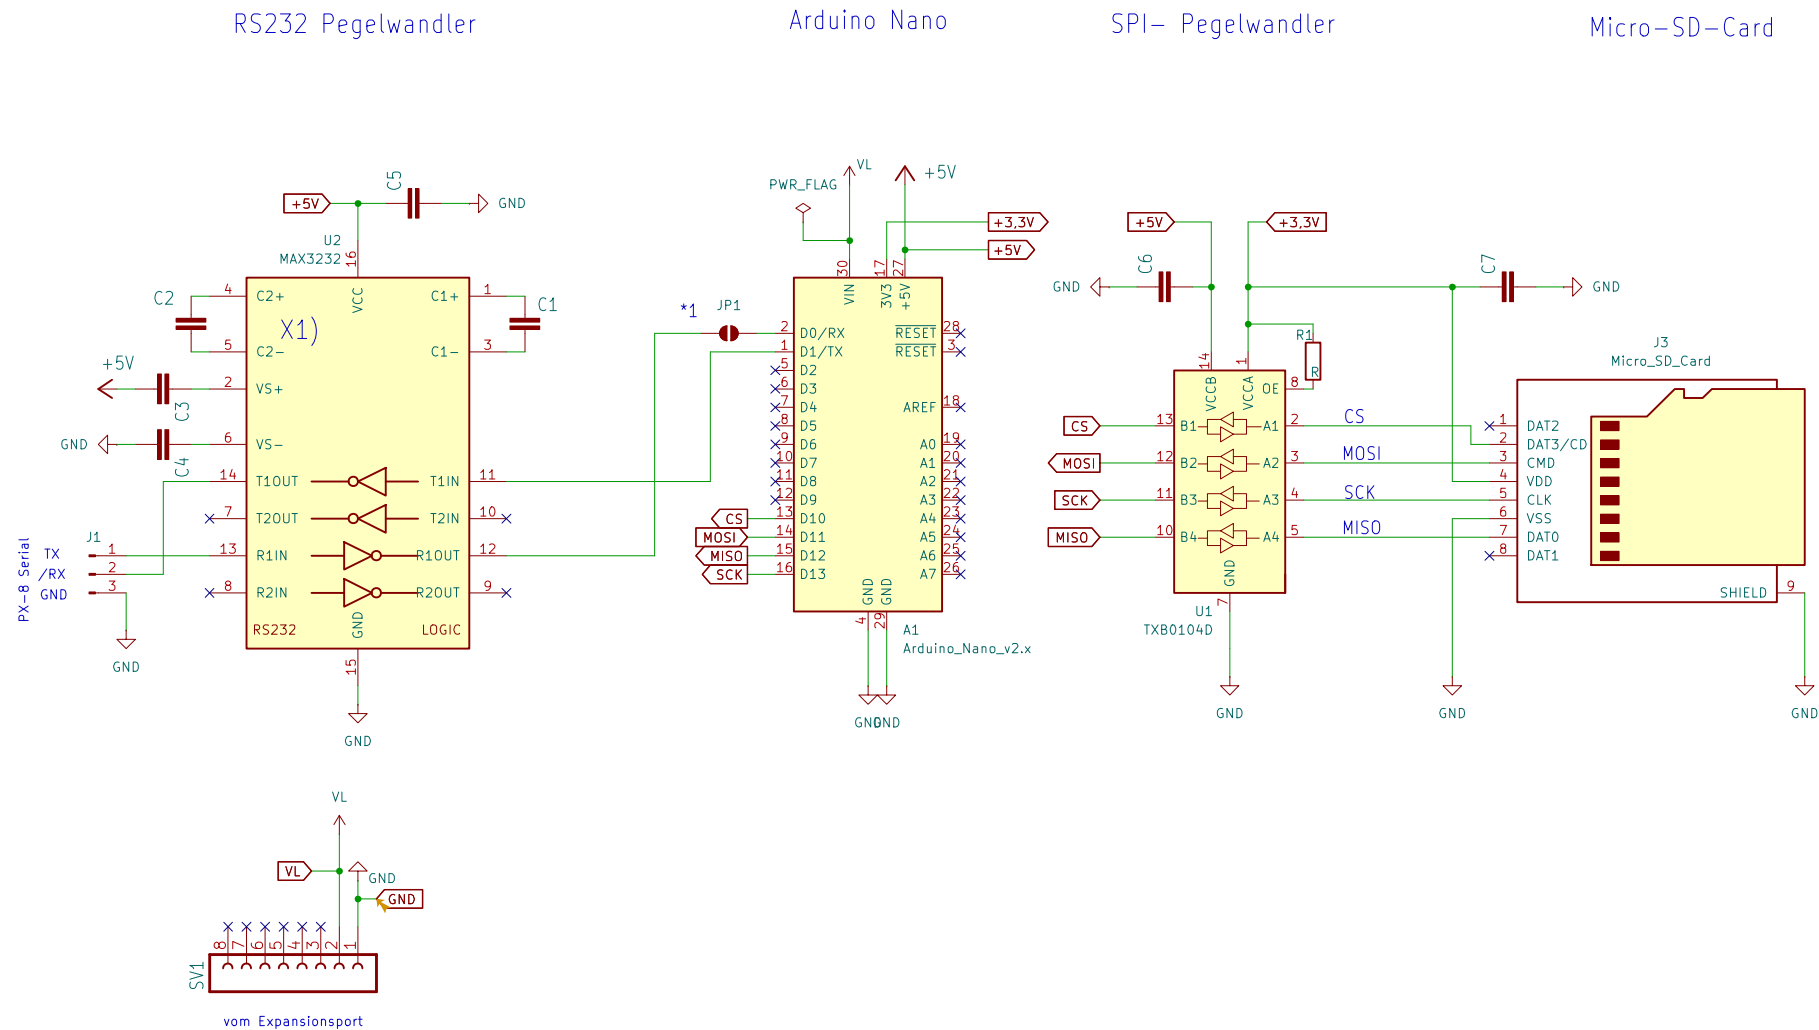 RS232 Pegelwandler
Arduino Nano
SPI- Pegelwandler
Micro-SD-Card
+5V
C5
GND
U2
MAX3232
16
VCC
4 C2+
C1+ 1
C2
C1
X1)
5 C2-
C1- 3
+5V
C3
2 VS+
GND
C4
6 VS-
14 T1OUT
T1IN 11
7 T2OUT
T2IN 10
13 R1IN
R1OUT 12
8 R2IN
R2OUT 9
GND
RS232
LOGIC
15
GND
PX-8 Serial
J1
TX 1
/RX 2
GND 3
GND
VL
PWR_FLAG
+5V
+3,3V
+5V
30
17
27
VIN
3V3
+5V
*1
JP1
2 D0/RX
1 D1/TX
5 D2
6 D3
7 D4
8 D5
9 D6
10 D7
11 D8
12 D9
CS 13 D10
MOSI 14 D11
MISO 15 D12
SCK 16 D13
RESET 28
RESET 3
AREF 18
A0 19
A1 20
A2 21
A3 22
A4 23
A5 24
A6 25
A7 26
GND
GND
4
29
A1
Arduino_Nano_v2.x
GND
GND
+5V
+3,3V
GND
C6
C7
GND
R1
R
14
1
VCCB
VCCA
OE 8
CS 13 B1
A1 2 CS
MOSI 12 B2
A2 3 MOSI
SCK 11 B3
A3 4 SCK
MISO 10 B4
A4 5 MISO
GND
7
U1
TXB0104D
GND
GND
J3
Micro_SD_Card
1 DAT2
2 DAT3/CD
3 CMD
4 VDD
5 CLK
6 VSS
7 DAT0
8 DAT1
SHIELD 9
GND
VL
VL
GND
GND
8
7
6
5
4
3
2
1
SV1
vom Expansionsport